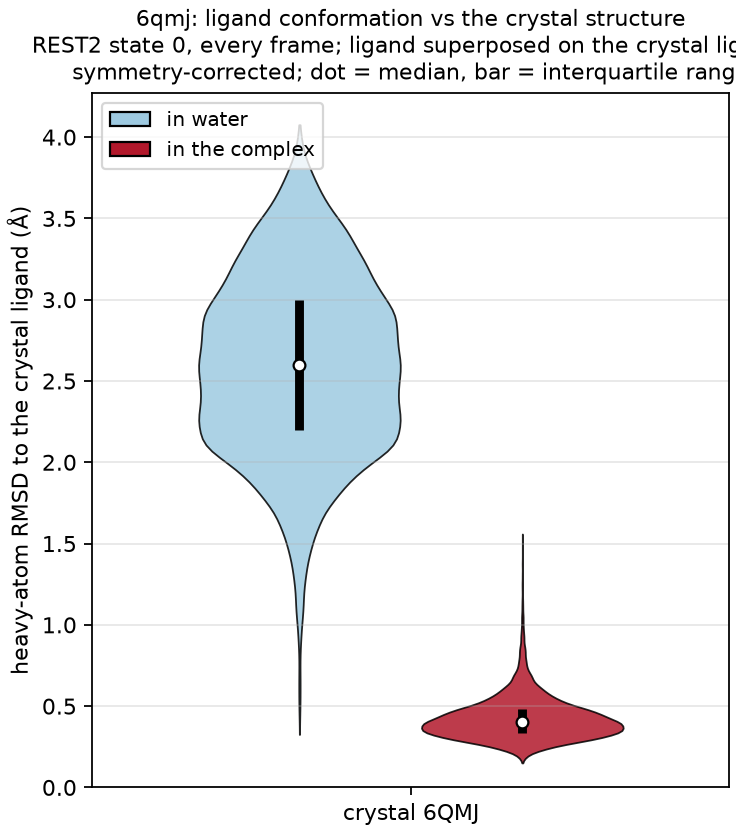 6qmj: ligand conformation vs the crystal structure
REST2 state 0, every frame; ligand superposed on the crystal lig
symmetry-corrected; dot = median, bar = interquartile rang
in water
in the complex
4.0
3.5
3.0
2.5
2.0
1.5
1.0
0.5
0.0
heavy-atom RMSD to the crystal ligand (Å)
crystal 6QMJ